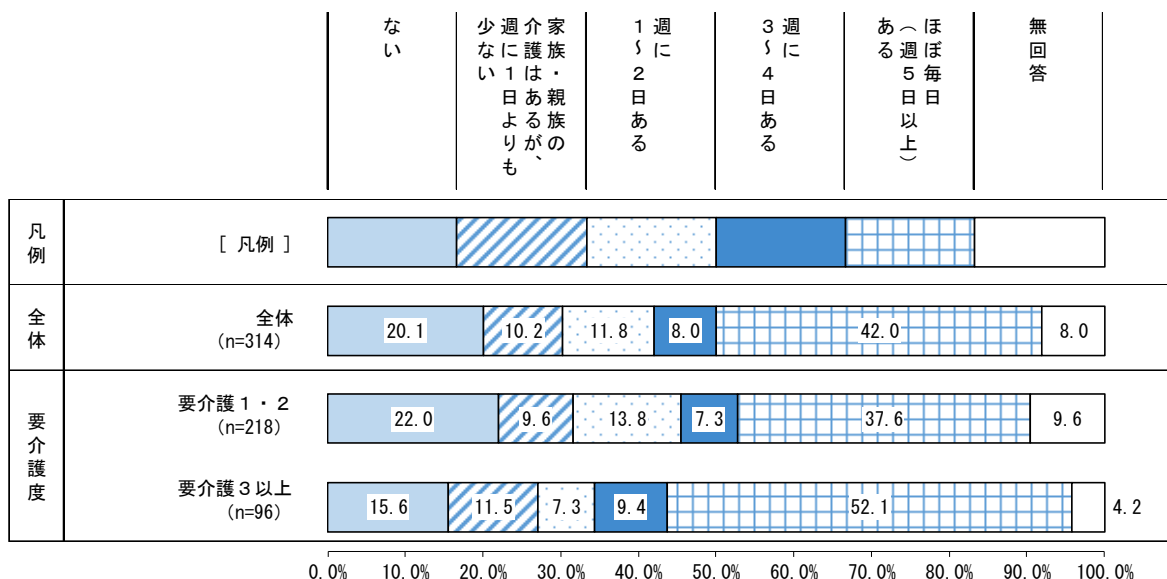 ない
家族・親族の
介護はあるが、
週に1日よりも
少ない
週に
1~2日ある
週に
3~4日ある
ほぼ毎日
(週5日以上)
ある
無回答
凡例
[ 凡例 ]
全体
全体
(n=314)
20.1 10.2 11.8 8.0 42.0 8.0
要介護度
要介護1・2
(n=218)
22.0 9.6 13.8 7.3 37.6 9.6
要介護3以上
(n=96)
15.6 11.5 7.3 9.4 52.1 4.2
0.0% 10.0% 20.0% 30.0% 40.0% 50.0% 60.0% 70.0% 80.0% 90.0% 100.0%